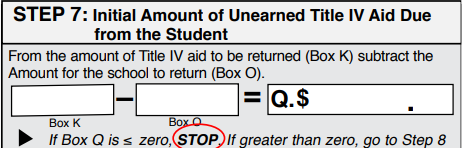 STEP 7: Initial Amount of Unearned Title IV Aid Due
from the Student
From the amount of Title IV aid to be returned (Box K) subtract the
Amount for the school to return (Box O).
– = Q.$ .
Box K Box O
▶ If Box Q is ≤ zero, STOP. If greater than zero, go to Step 8